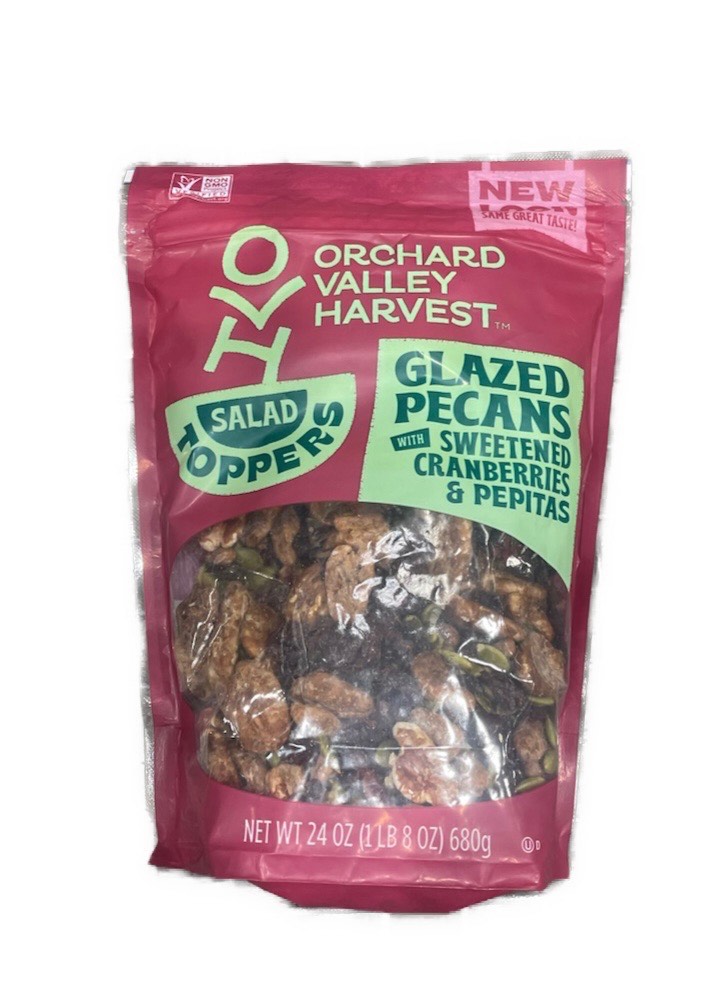 NON
GMO
NEW
LOOK
SAME GREAT TASTE!
ORCHARD
VALLEY
HARVEST™
SALAD
TOPPERS
GLAZED
PECANS
WITH SWEETENED
CRANBERRIES
& PEPITAS
NET WT 24 OZ (1 LB 8 OZ) 680g
U D